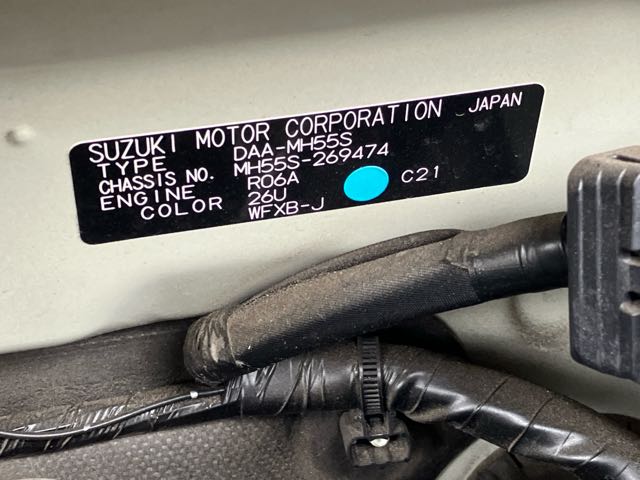 SUZUKI MOTOR CORPORATION JAPAN
TYPE DAA-MH55S
CHASSIS NO. MH55S-269474
ENGINE R06A
COLOR 26U C21
WFXB-J